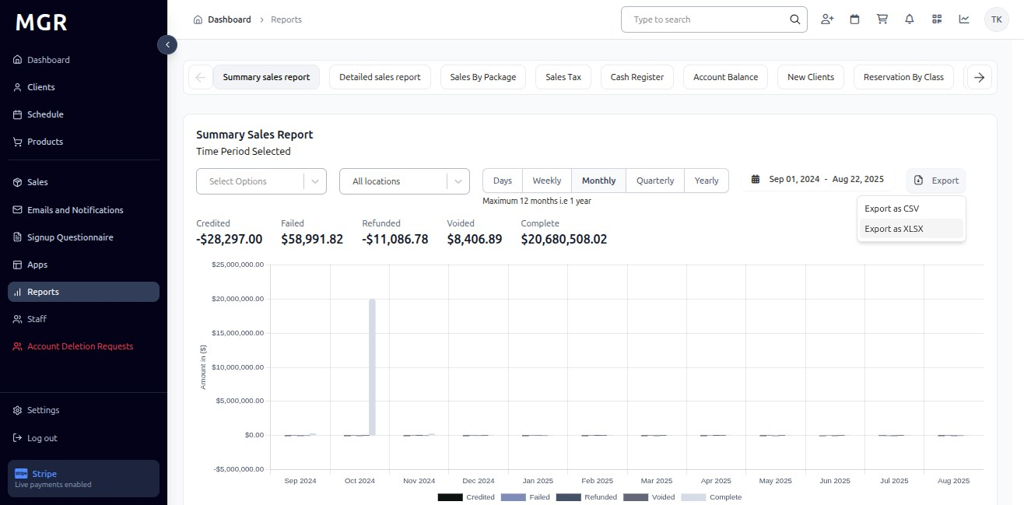 MGR
Dashboard
Clients
Schedule
Products
Sales
Emails and Notifications
Signup Questionnaire
Apps
Reports
Staff
Account Deletion Requests
Settings
Log out
Stripe
Live payments enabled
Dashboard > Reports
Type to search
TK
Summary sales report
Detailed sales report
Sales By Package
Sales Tax
Cash Register
Account Balance
New Clients
Reservation By Class
Summary Sales Report
Time Period Selected
Select Options
All locations
Days
Weekly
Monthly
Quarterly
Yearly
Maximum 12 months i.e 1 year
Sep 01, 2024 - Aug 22, 2025
Export
Export as CSV
Export as XLSX
Credited Failed Refunded Voided Complete
-$28,297.00 $58,991.82 -$11,086.78 $8,406.89 $20,680,508.02
Amount in ($)
$25,000,000.00
$20,000,000.00
$15,000,000.00
$10,000,000.00
$5,000,000.00
$0.00
-$5,000,000.00
Sep 2024 Oct 2024 Nov 2024 Dec 2024 Jan 2025 Feb 2025 Mar 2025 Apr 2025 May 2025 Jun 2025 Jul 2025 Aug 2025
Credited Failed Refunded Voided Complete